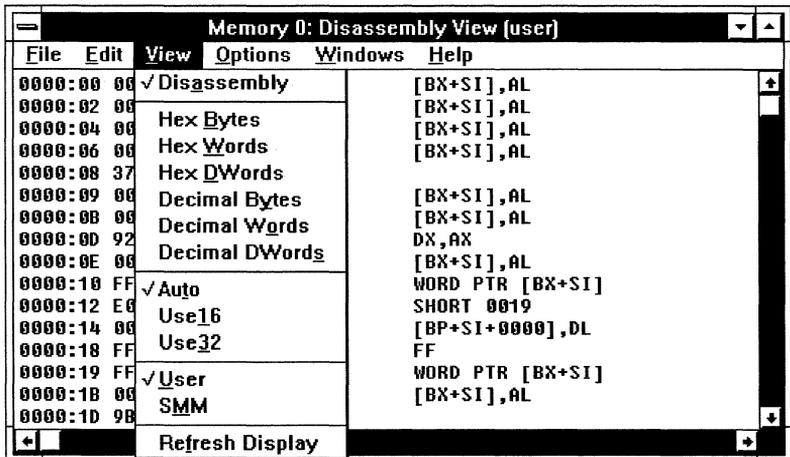 Memory 0: Disassembly View (user)
File Edit View Options Windows Help
0000:00 00 ✓Disassembly [BX+SI],AL
0000:02 00 [BX+SI],AL
0000:04 00 Hex Bytes [BX+SI],AL
0000:06 00 Hex Words [BX+SI],AL
0000:08 37 Hex DWords
0000:09 00 Decimal Bytes [BX+SI],AL
0000:0B 00 Decimal Words [BX+SI],AL
0000:0D 92 Decimal DWords DX,AX
0000:0E 00 [BX+SI],AL
0000:10 FF ✓Auto WORD PTR [BX+SI]
0000:12 E0 Use16 SHORT 0019
0000:14 00 Use32 [BP+SI+0000],DL
0000:18 FF FF
0000:19 FF ✓User WORD PTR [BX+SI]
0000:1B 00 SMM [BX+SI],AL
0000:1D 9B
Refresh Display